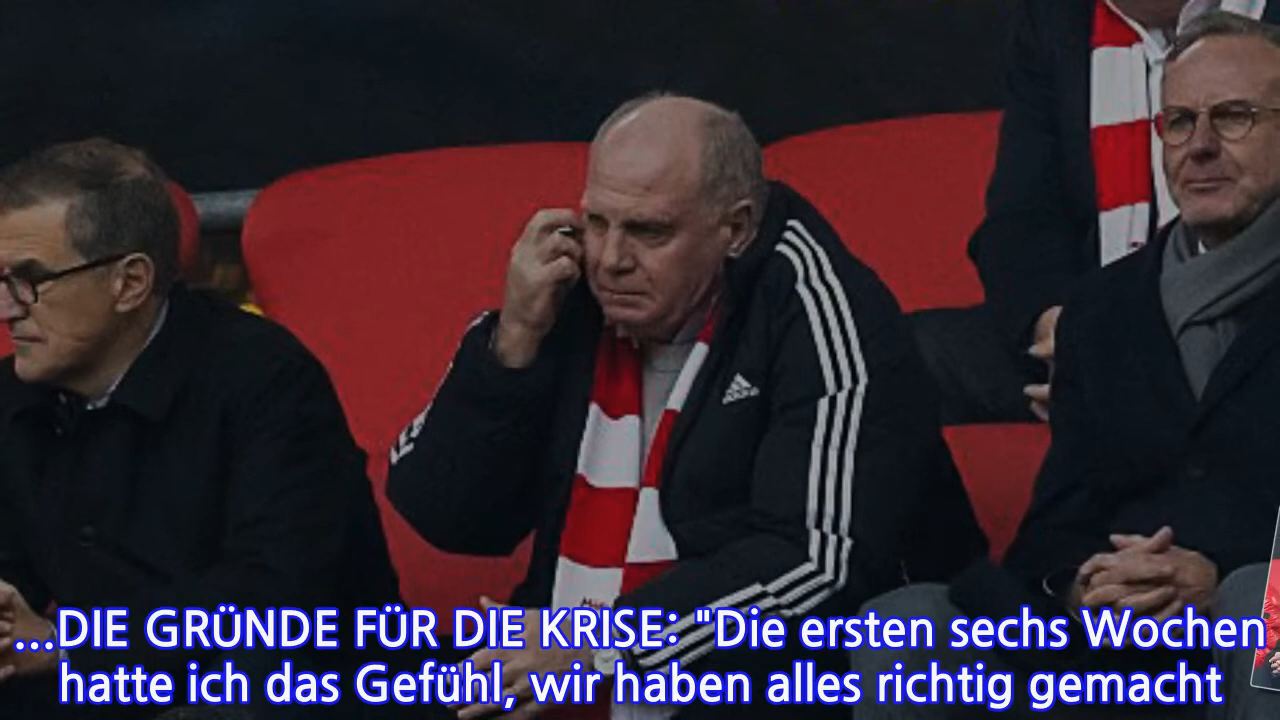 ...DIE GRÜNDE FÜR DIE KRISE: "Die ersten sechs Wochen
hatte ich das Gefühl, wir haben alles richtig gemacht